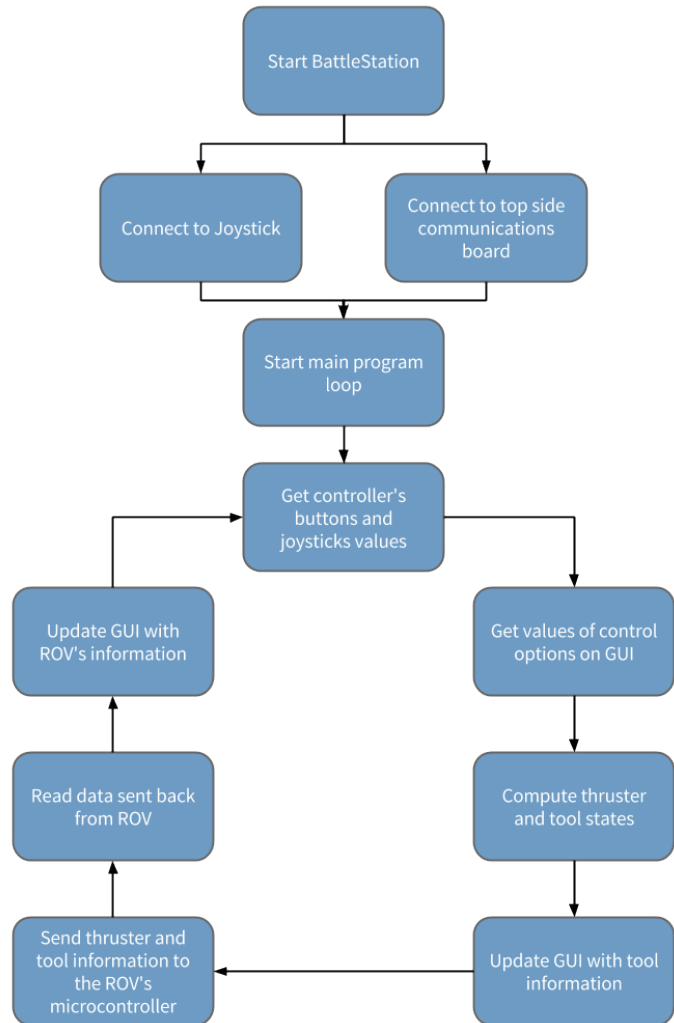 Start BattleStation
Connect to Joystick
Connect to top side
communications
board
Start main program
loop
Get controller's
buttons and
joysticks values
Update GUI with
ROV's information
Get values of control
options on GUI
Read data sent back
from ROV
Compute thruster
and tool states
Send thruster and
tool information to
the ROV's
microcontroller
Update GUI with tool
information